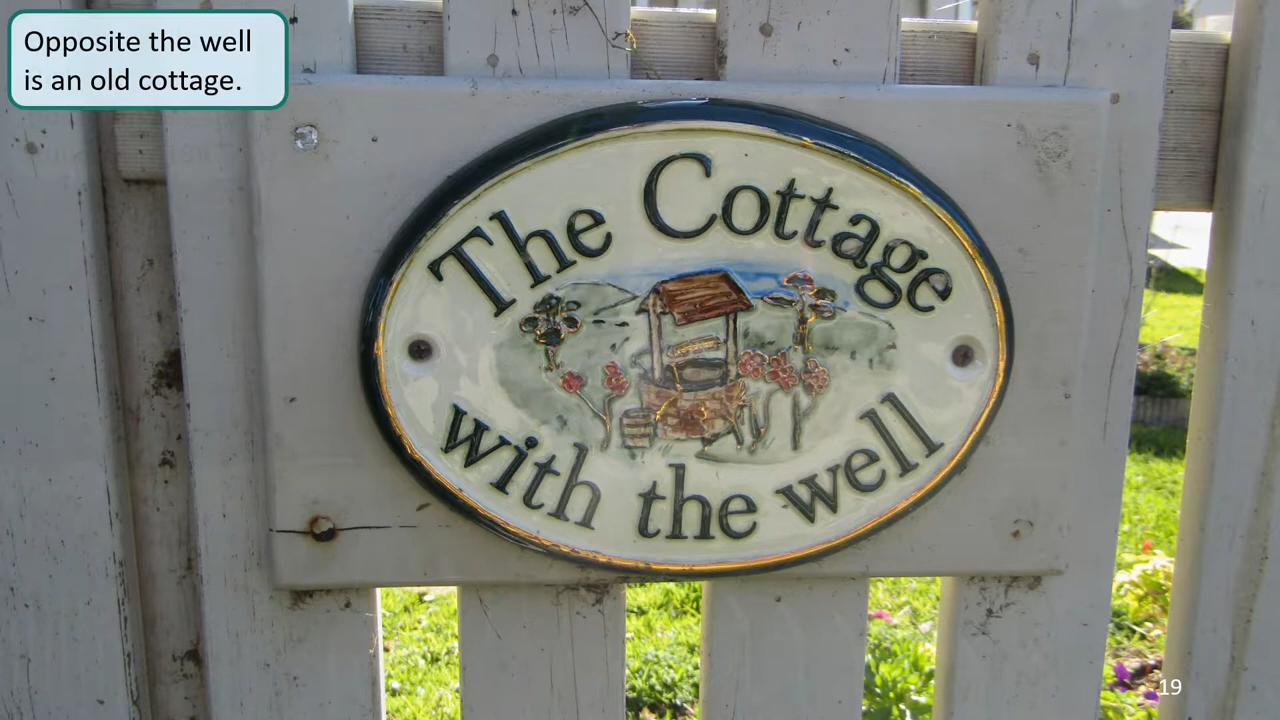 Opposite the well
is an old cottage.
The Cottage
with the well
19